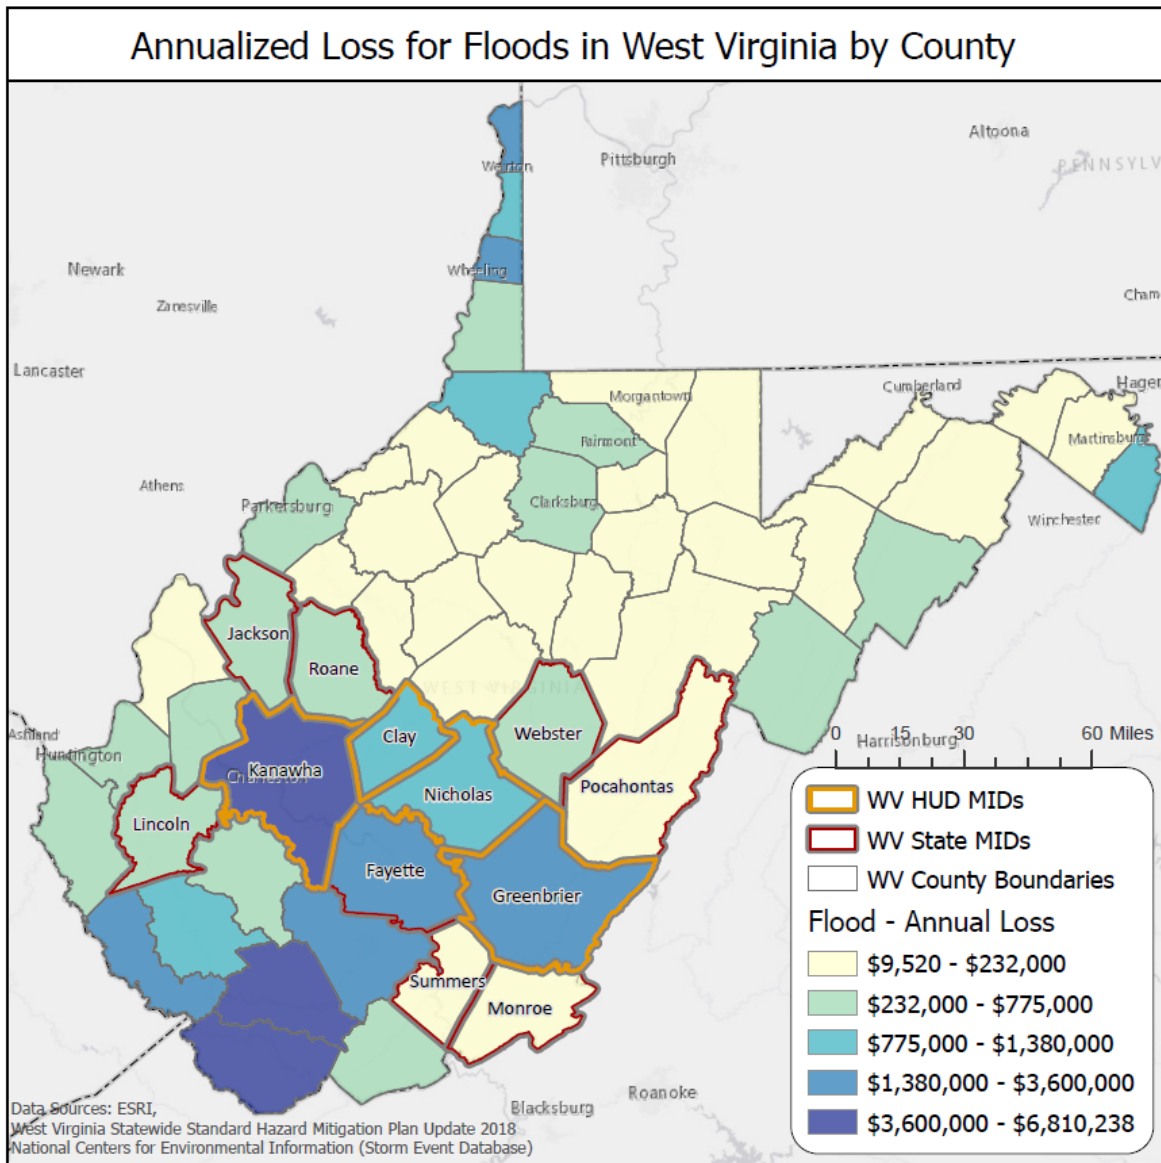 Annualized Loss for Floods in West Virginia by County
Altoona
Pittsburgh
Weirton
PENNSYLV
Newark
Wheeling
Cham
Zanesville
Lancaster
Cumberland
Hager
Morgantown
Martinsburg
Fairmont
Athens
Parkersburg
Clarksburg
Winchester
Jackson
Roane
WEST VIRGINIA
Ashland
Huntington
Clay
Webster
0 15 30 60 Miles
Harrisonburg
Kanawha
Charleston
Nicholas
Pocahontas
Lincoln
WV HUD MIDs
WV State MIDs
Fayette
WV County Boundaries
Greenbrier
Flood - Annual Loss
$9,520 - $232,000
Summers
$232,000 - $775,000
Monroe
$775,000 - $1,380,000
$1,380,000 - $3,600,000
Roanoke
Blacksburg
$3,600,000 - $6,810,238
Data Sources: ESRI,
West Virginia Statewide Standard Hazard Mitigation Plan Update 2018
National Centers for Environmental Information (Storm Event Database)